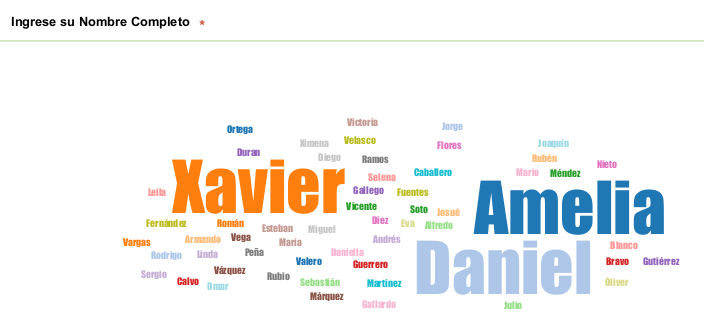 Ingrese su Nombre Completo *
Victoria
Ortega
Jorge
Ximena
Velasco
Flores
Joaquín
Duran
Diego
Ramos
Rubén
Nieto
Selena
Caballero
Mario
Méndez
Leila
Xavier
Gallego
Fuentes
Amelia
Vicente
Soto
Josué
Fernández
Román
Esteban
Miguel
Diez
Eva
Alfredo
Vargas
Armando
Vega
María
Andrés
Daniel
Blanco
Rodrigo
Linda
Peña
Daniella
Valero
Guerrero
Bravo
Gutiérrez
Sergio
Vázquez
Rubio
Calvo
Omar
Sebastián
Martínez
Óliver
Márquez
Gallardo
Julio